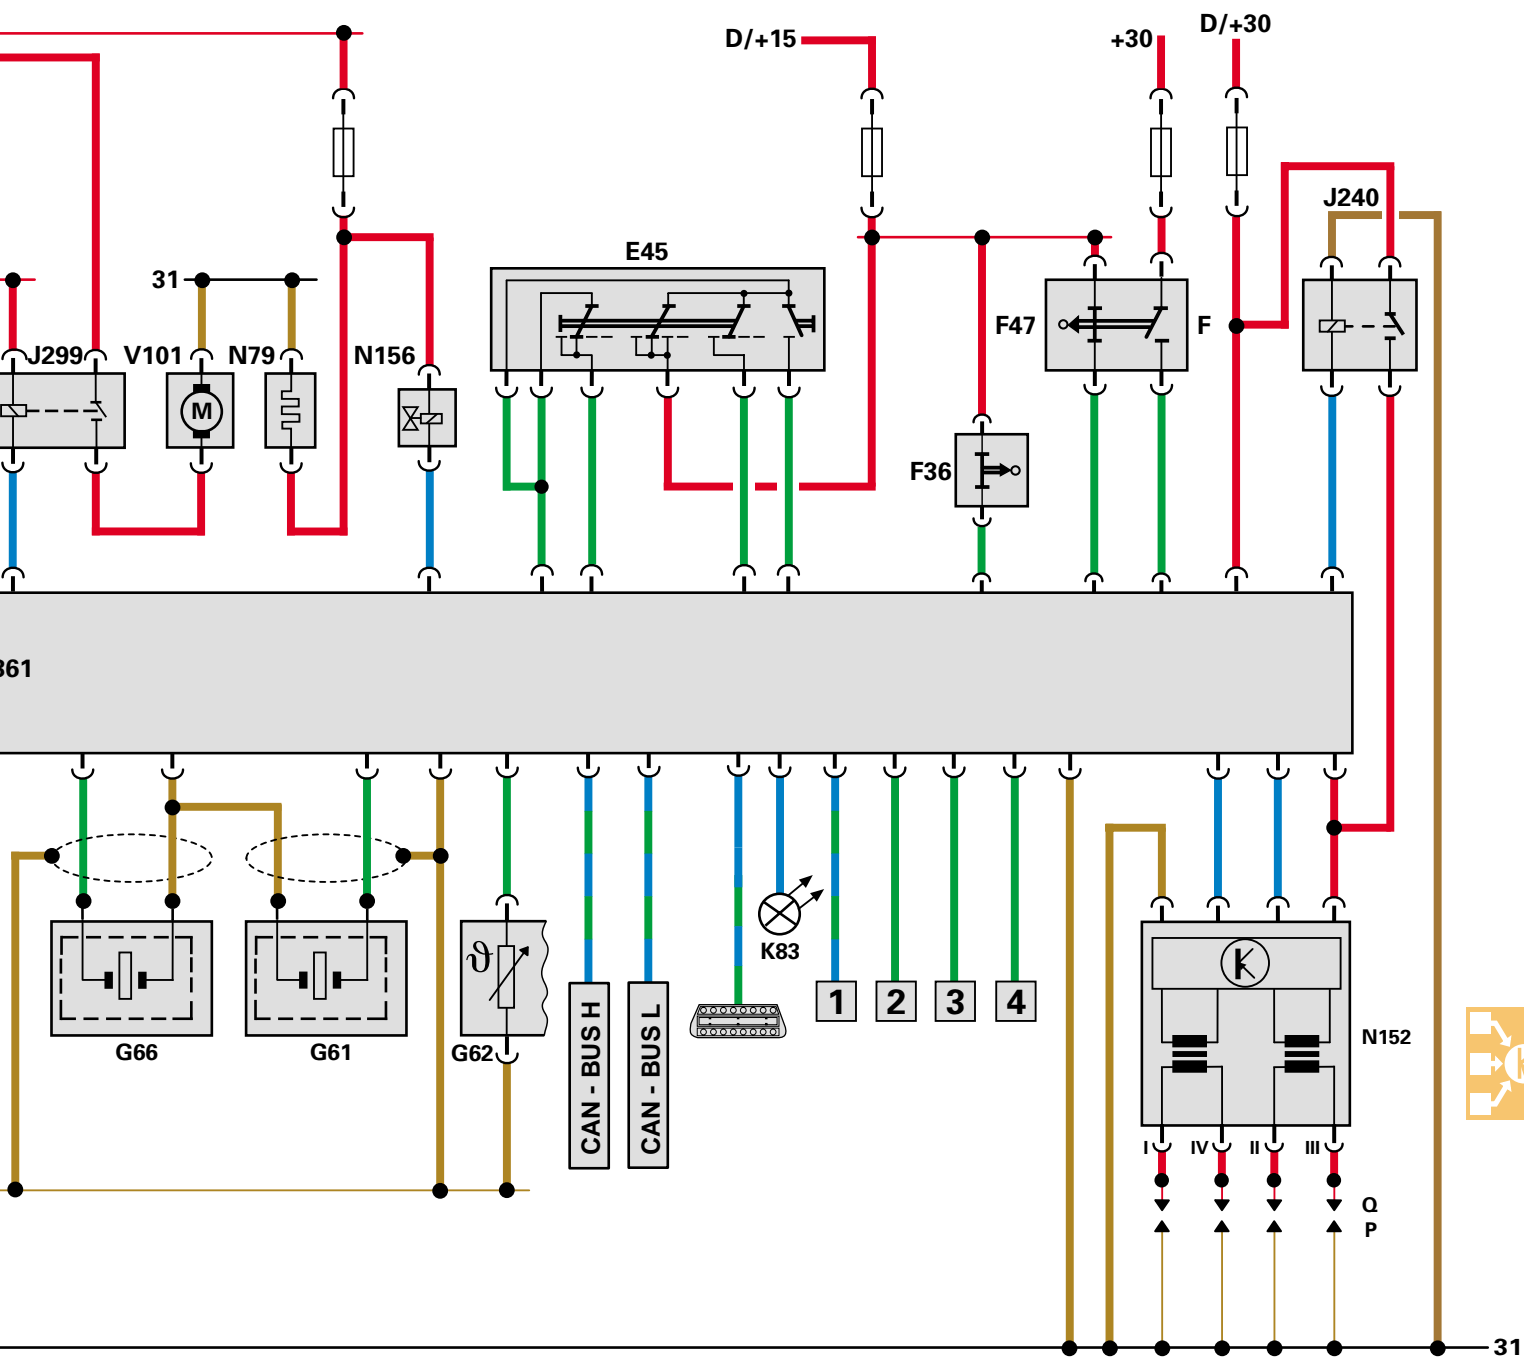 D/+15
+30
D/+30
J240
E45
31
F47
F
J299
V101
N79
N156
M
F36
361
ϑ
K83
1
2
3
4
G66
G61
G62
CAN - BUS H
CAN - BUS L
N152
I
IV
II
III
Q
P
31